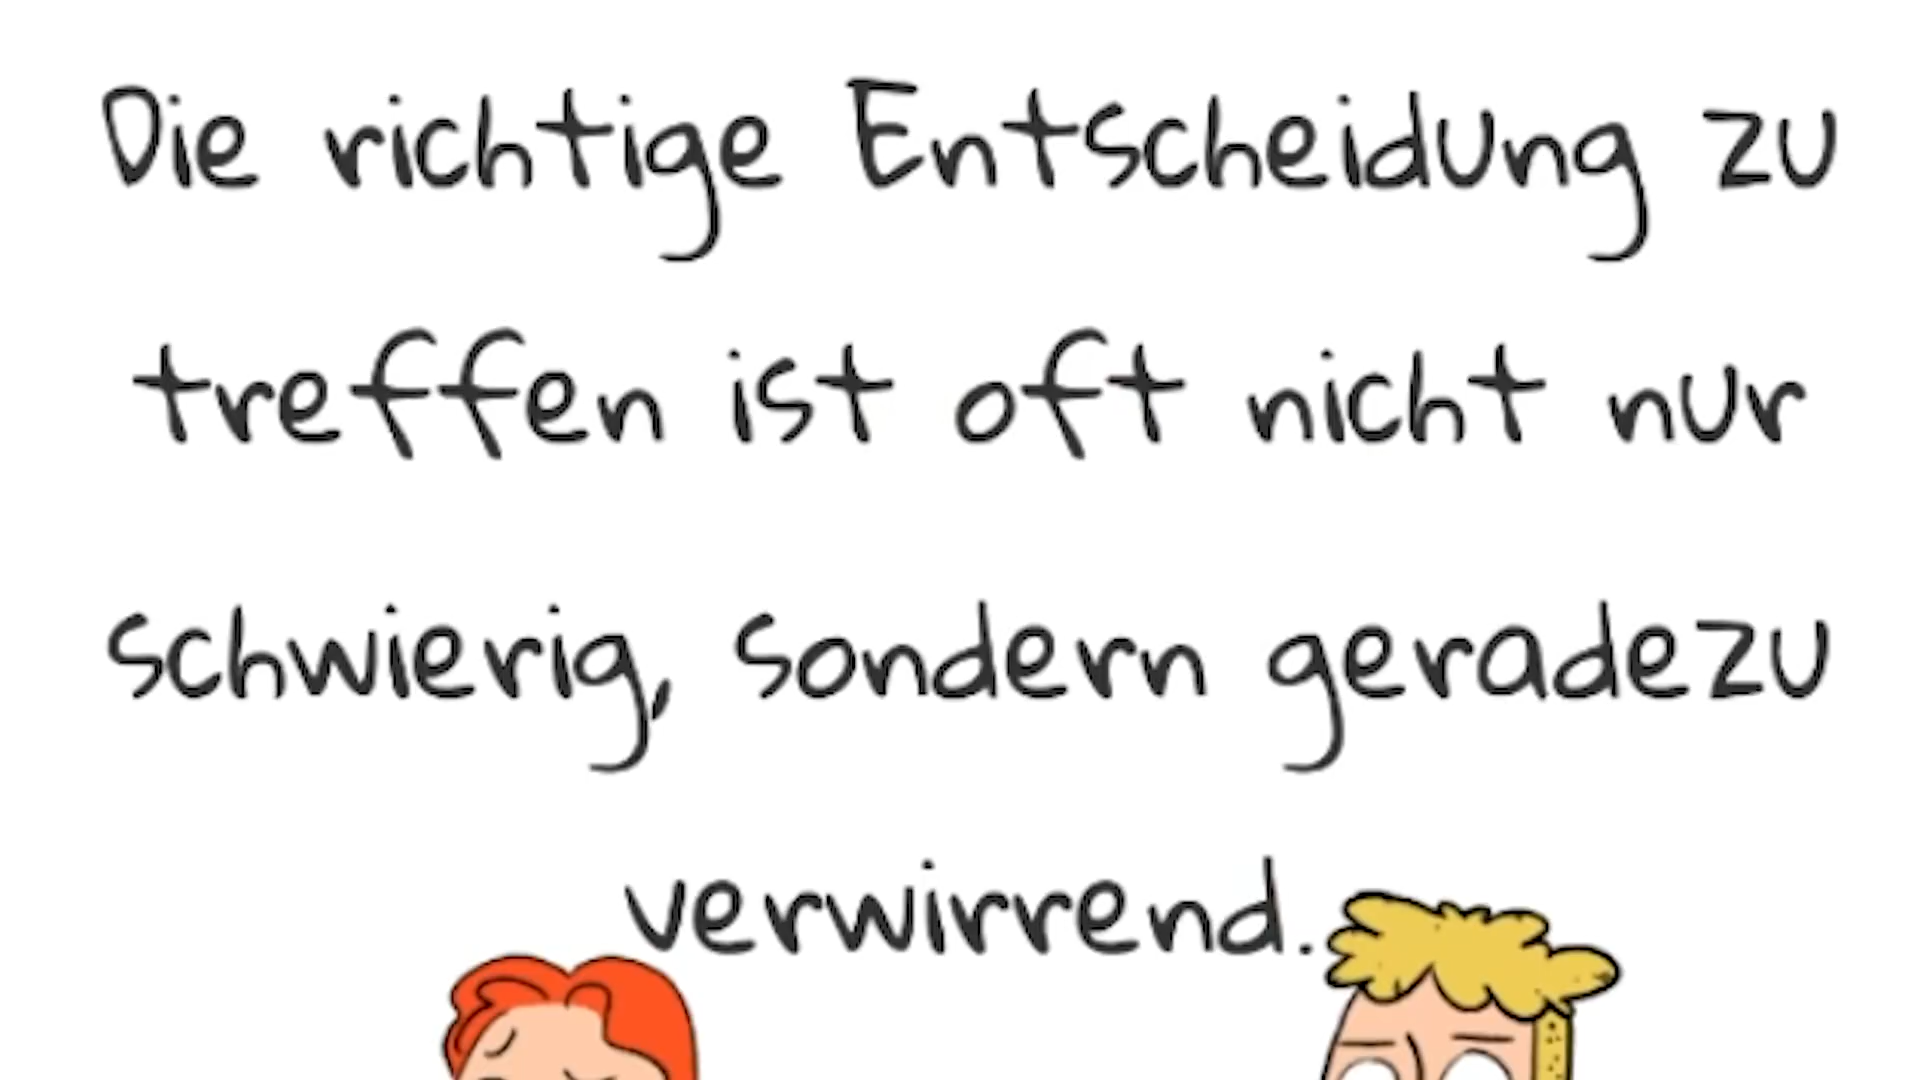 Die richtige Entscheidung zu
treffen ist oft nicht nur
schwierig, sondern geradezu
verwirrend.